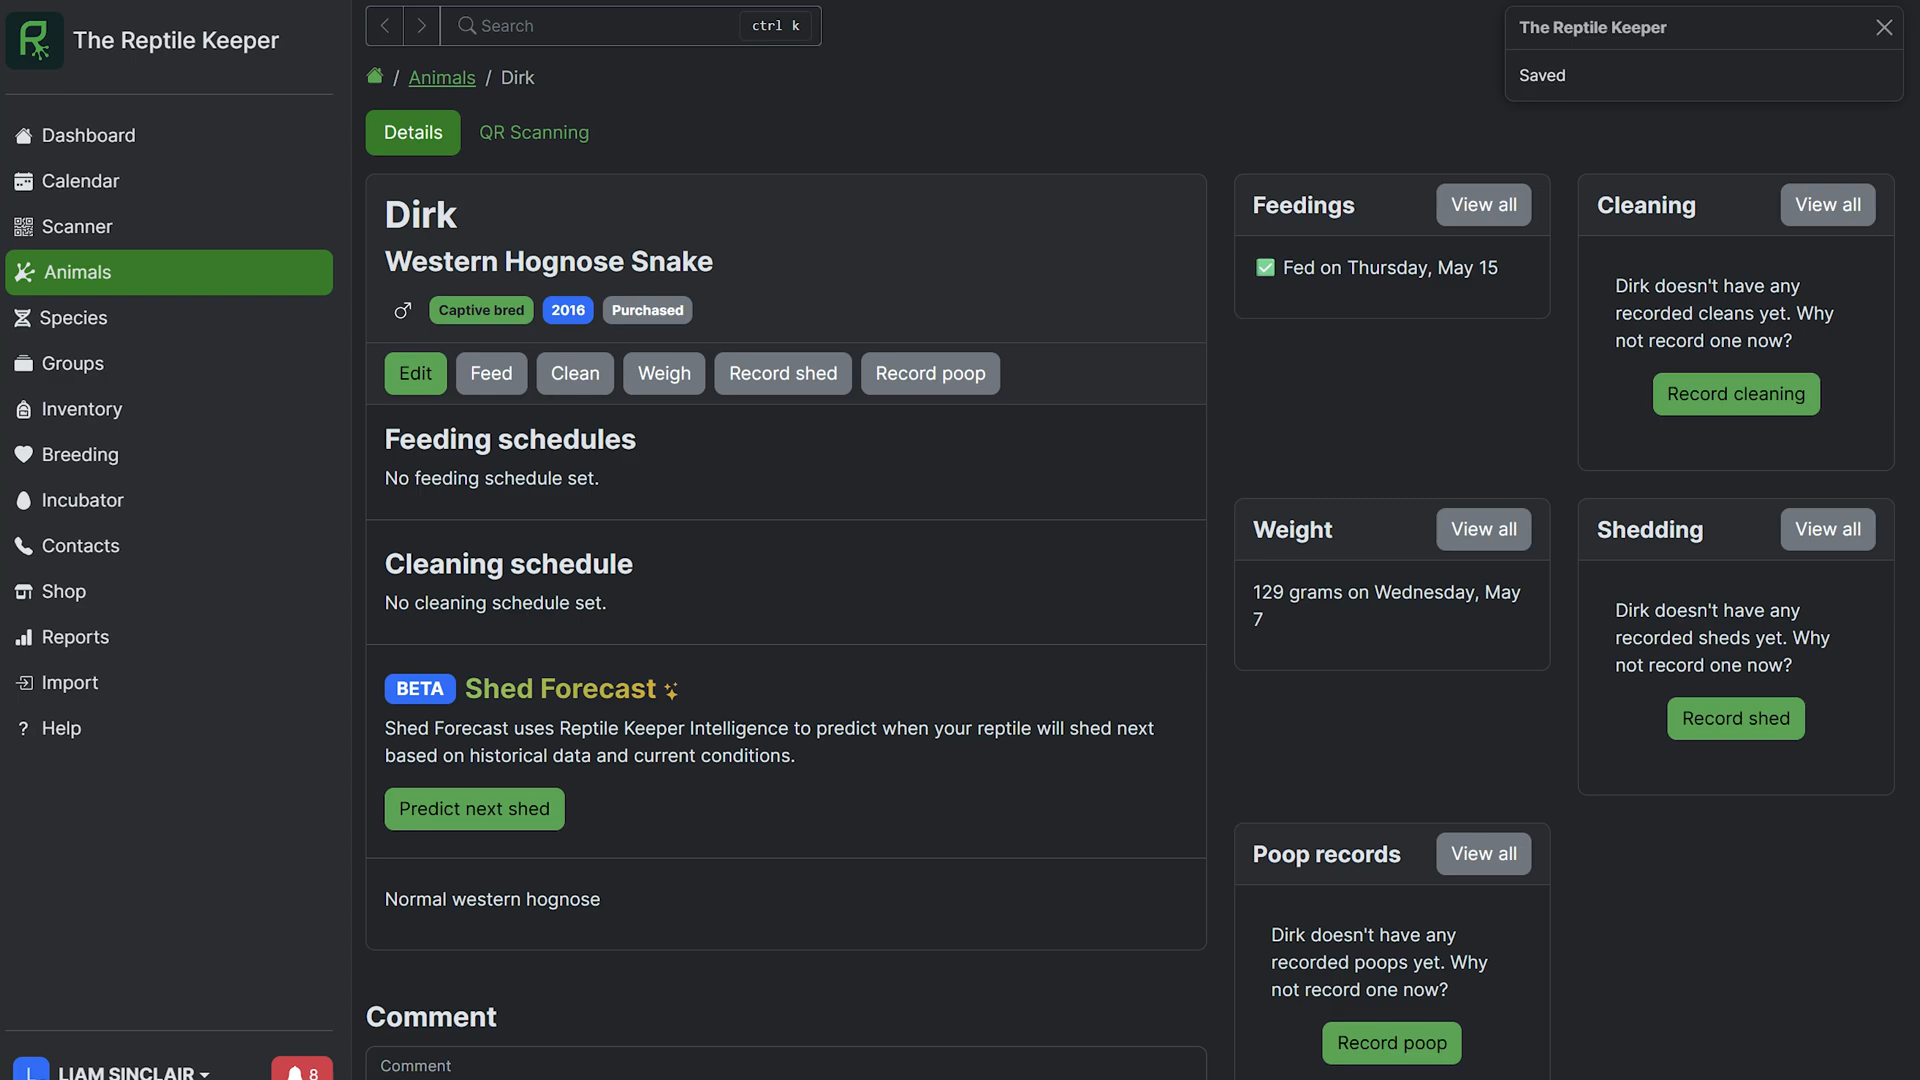 The Reptile Keeper
Dashboard
Calendar
Scanner
Animals
Species
Groups
Inventory
Breeding
Incubator
Contacts
Shop
Reports
Import
? Help
L LIAM SINCLAIR
8
Search
ctrl k
/ Animals / Dirk
Details
QR Scanning
Dirk
Western Hognose Snake
♂ Captive bred 2016 Purchased
Edit Feed Clean Weigh Record shed Record poop
Feeding schedules
No feeding schedule set.
Cleaning schedule
No cleaning schedule set.
BETA Shed Forecast
Shed Forecast uses Reptile Keeper Intelligence to predict when your reptile will shed next
based on historical data and current conditions.
Predict next shed
Normal western hognose
Comment
Comment
Feedings
View all
Fed on Thursday, May 15
Cleaning
View all
Dirk doesn't have any
recorded cleans yet. Why
not record one now?
Record cleaning
Weight
View all
129 grams on Wednesday, May
7
Shedding
View all
Dirk doesn't have any
recorded sheds yet. Why
not record one now?
Record shed
Poop records
View all
Dirk doesn't have any
recorded poops yet. Why
not record one now?
Record poop
The Reptile Keeper
Saved